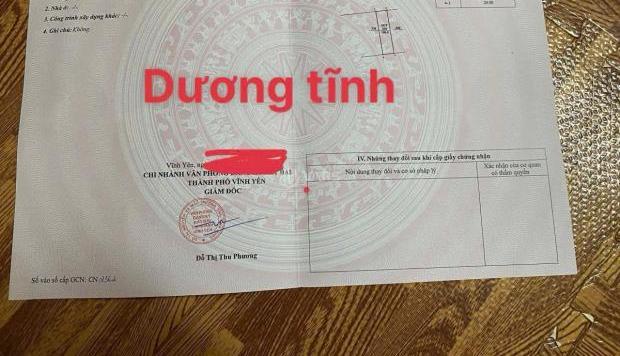 2. Nhà ở: -/-
3. Công trình xây dựng khác: -/-
4. Ghi chú: Không.
Dương tĩnh
Vĩnh Yên,
CHI NHÁNH VĂN PHÒNG
THÀNH PHỐ VĨNH YÊN
GIÁM ĐỐC
Đỗ Thị Thu Phương
Số vào sổ cấp GCN: CN
IV. Những thay đổi sau khi cấp giấy chứng nhận
Nội dung thay đổi và cơ sở pháp lý
Xác nhận của cơ quan
có thẩm quyền